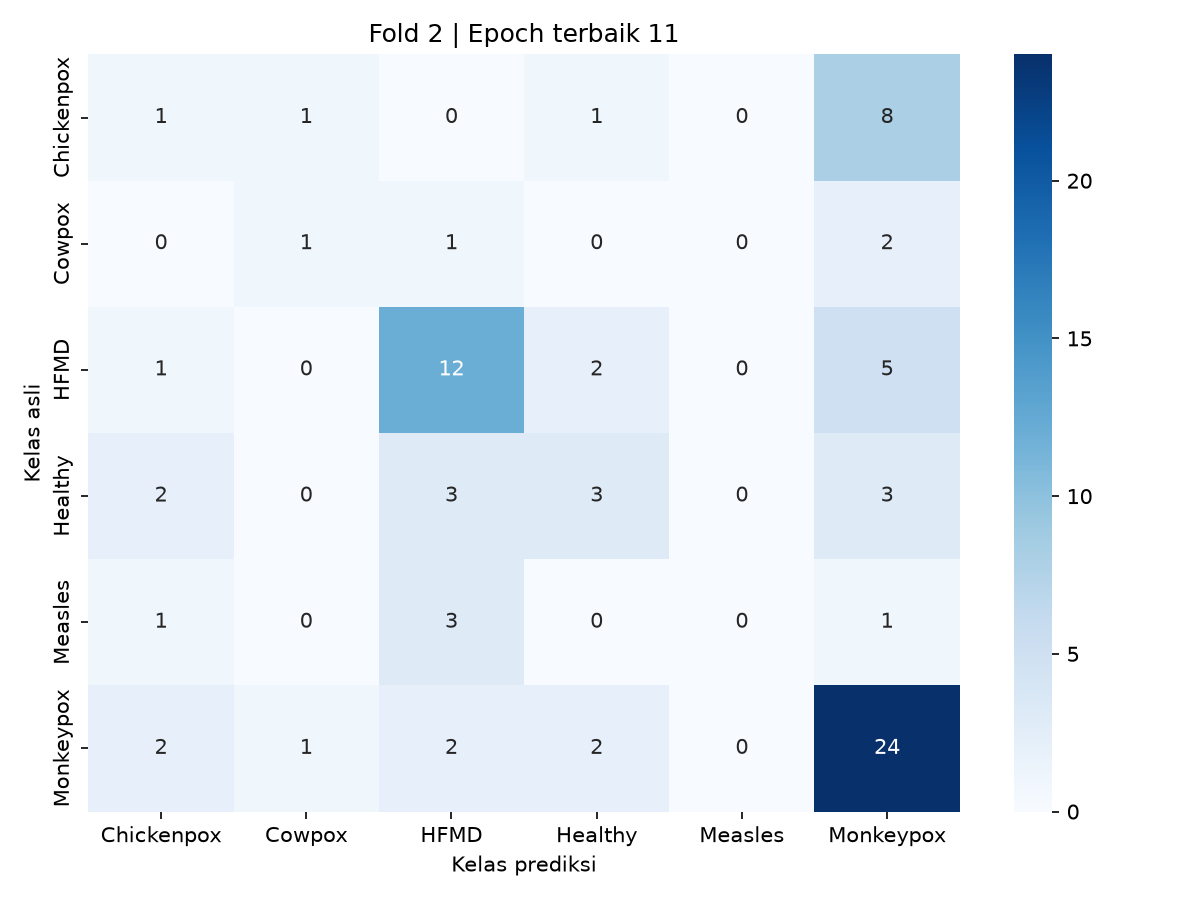 Fold 2 | Epoch terbaik 11
Kelas asli
Chickenpox 1 1 0 1 0 8
Cowpox 0 1 1 0 0 2
HFMD 1 0 12 2 0 5
Healthy 2 0 3 3 0 3
Measles 1 0 3 0 0 1
Monkeypox 2 1 2 2 0 24
Chickenpox Cowpox HFMD Healthy Measles Monkeypox
Kelas prediksi
20
15
10
5
0